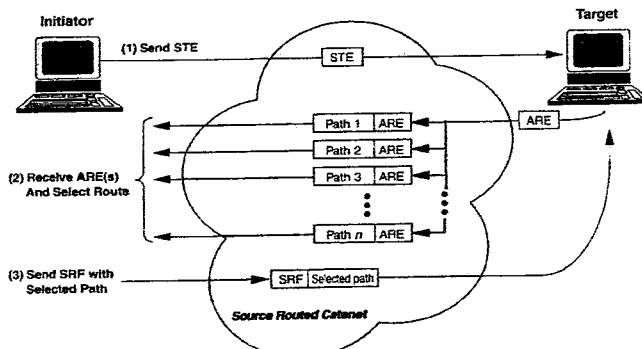 Initiator
Target
(1) Send STE
STE
Path 1 ARE
ARE
Path 2 ARE
(2) Receive ARE(s)
And Select Route
Path 3 ARE
Path n ARE
(3) Send SRF with
Selected Path
SRF Selected path
Source Routed Catenet